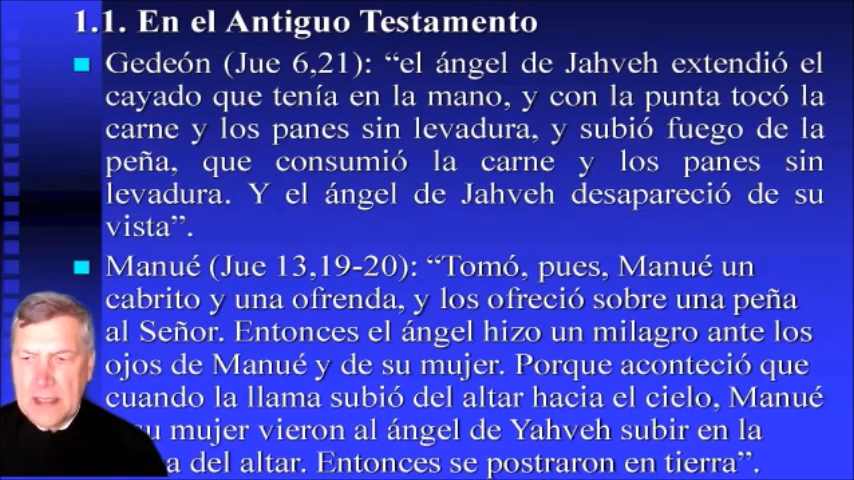 1.1. En el Antiguo Testamento
Gedeón (Jue 6,21): “el ángel de Jahveh extendió el
cayado que tenía en la mano, y con la punta tocó la
carne y los panes sin levadura, y subió fuego de la
peña, que consumió la carne y los panes sin
levadura. Y el ángel de Jahveh desapareció de su
vista”.
Manué (Jue 13,19-20): “Tomó, pues, Manué un
cabrito y una ofrenda, y los ofreció sobre una peña
al Señor. Entonces el ángel hizo un milagro ante los
ojos de Manué y de su mujer. Porque aconteció que
cuando la llama subió del altar hacia el cielo, Manué
su mujer vieron al ángel de Yahveh subir en la
del altar. Entonces se postraron en tierra”.